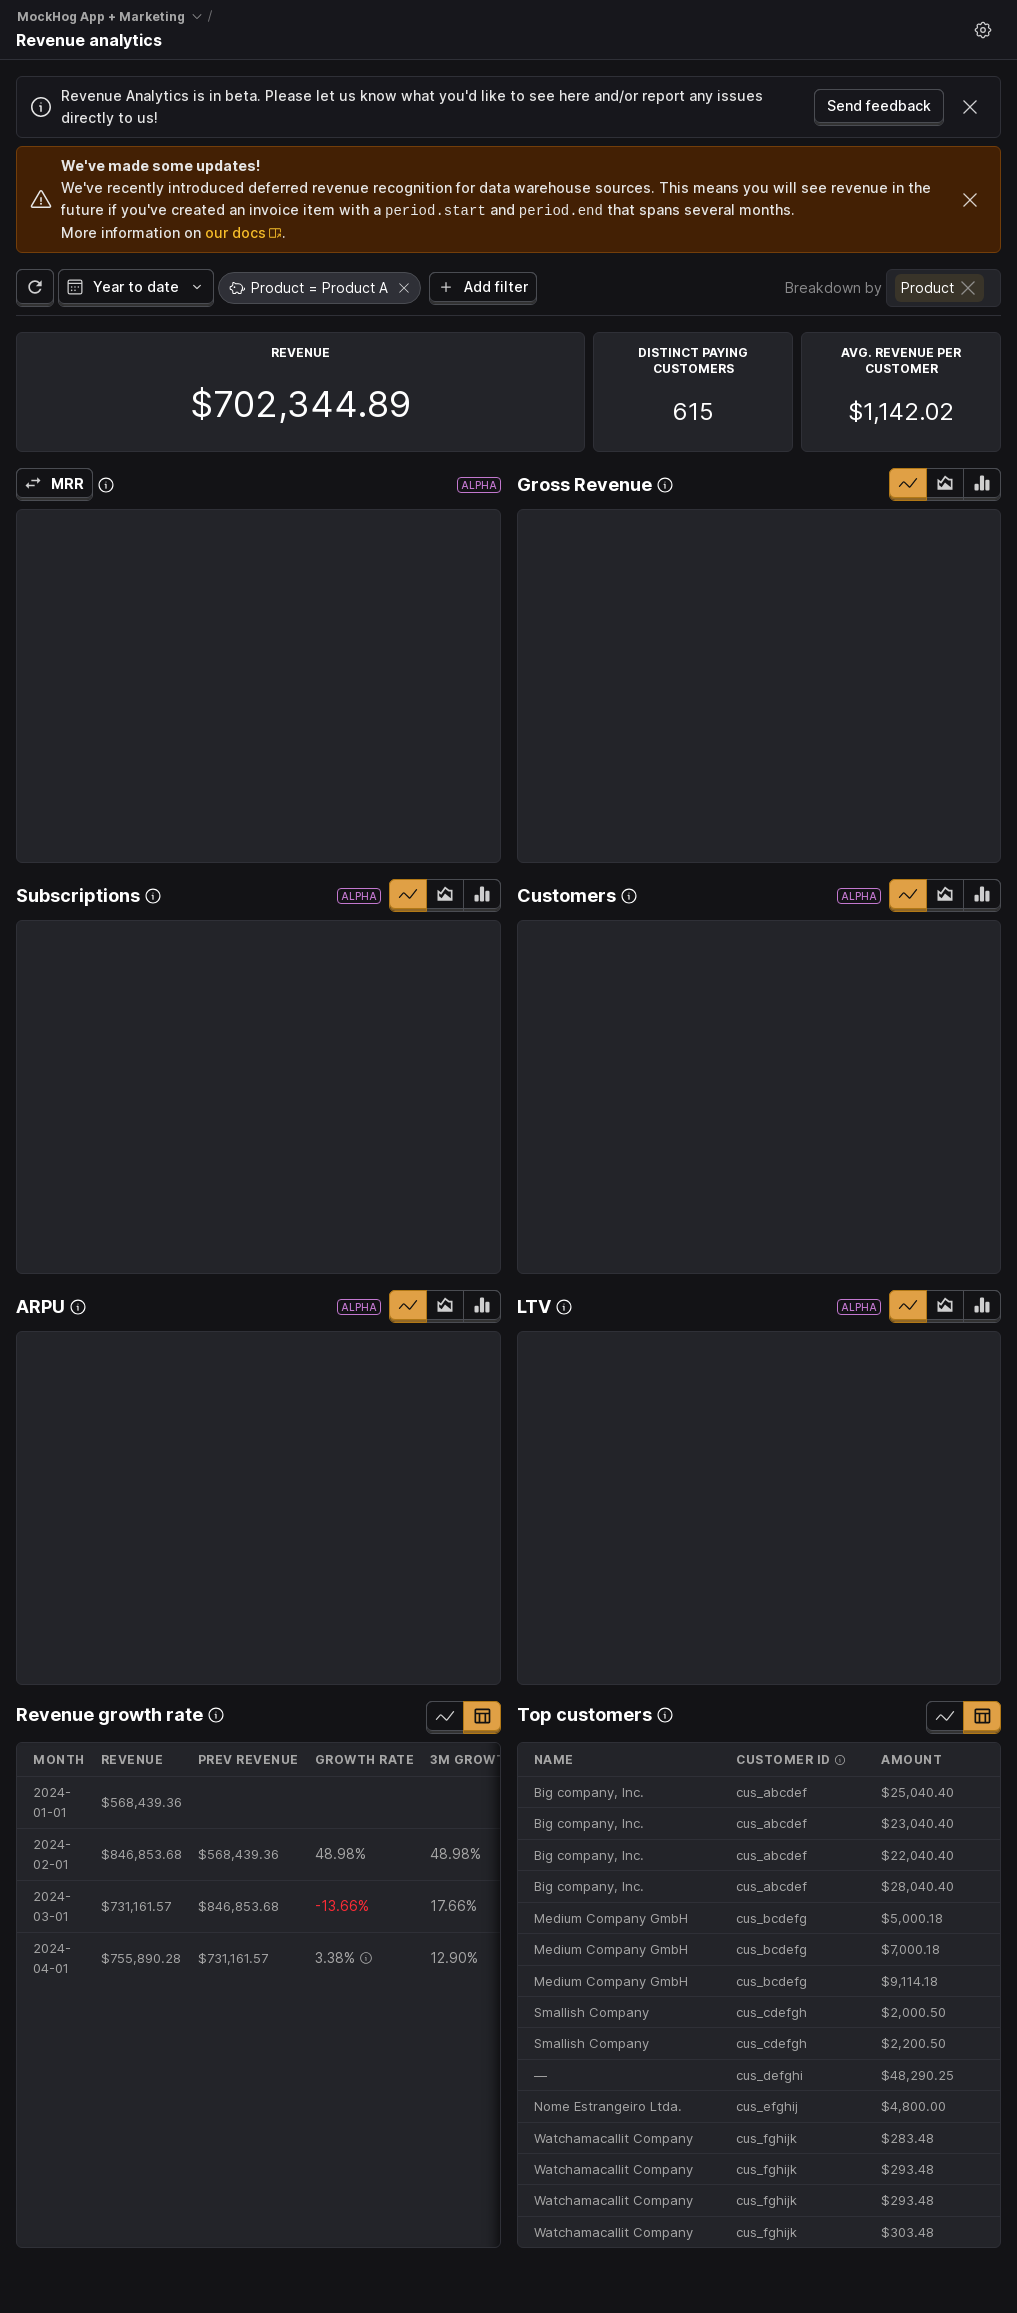 MockHog App + Marketing /
Revenue analytics
Revenue Analytics is in beta. Please let us know what you'd like to see here and/or report any issues
directly to us!
Send feedback
We've made some updates!
We've recently introduced deferred revenue recognition for data warehouse sources. This means you will see revenue in the
future if you've created an invoice item with a period.start and period.end that spans several months.
More information on our docs.
Year to date
Product = Product A
Add filter
Breakdown by
Product
REVENUE
$702,344.89
DISTINCT PAYING
CUSTOMERS
615
AVG. REVENUE PER
CUSTOMER
$1,142.02
MRR
ALPHA
Gross Revenue
Subscriptions
ALPHA
Customers
ALPHA
ARPU
ALPHA
LTV
ALPHA
Revenue growth rate
MONTH REVENUE PREV REVENUE GROWTH RATE 3M GROWT
2024-
01-01
$568,439.36
2024-
02-01
$846,853.68 $568,439.36 48.98% 48.98%
2024-
03-01
$731,161.57 $846,853.68 -13.66% 17.66%
2024-
04-01
$755,890.28 $731,161.57 3.38% 12.90%
Top customers
NAME CUSTOMER ID AMOUNT
Big company, Inc. cus_abcdef $25,040.40
Big company, Inc. cus_abcdef $23,040.40
Big company, Inc. cus_abcdef $22,040.40
Big company, Inc. cus_abcdef $28,040.40
Medium Company GmbH cus_bcdefg $5,000.18
Medium Company GmbH cus_bcdefg $7,000.18
Medium Company GmbH cus_bcdefg $9,114.18
Smallish Company cus_cdefgh $2,000.50
Smallish Company cus_cdefgh $2,200.50
— cus_defghi $48,290.25
Nome Estrangeiro Ltda. cus_efghij $4,800.00
Watchamacallit Company cus_fghijk $283.48
Watchamacallit Company cus_fghijk $293.48
Watchamacallit Company cus_fghijk $293.48
Watchamacallit Company cus_fghijk $303.48